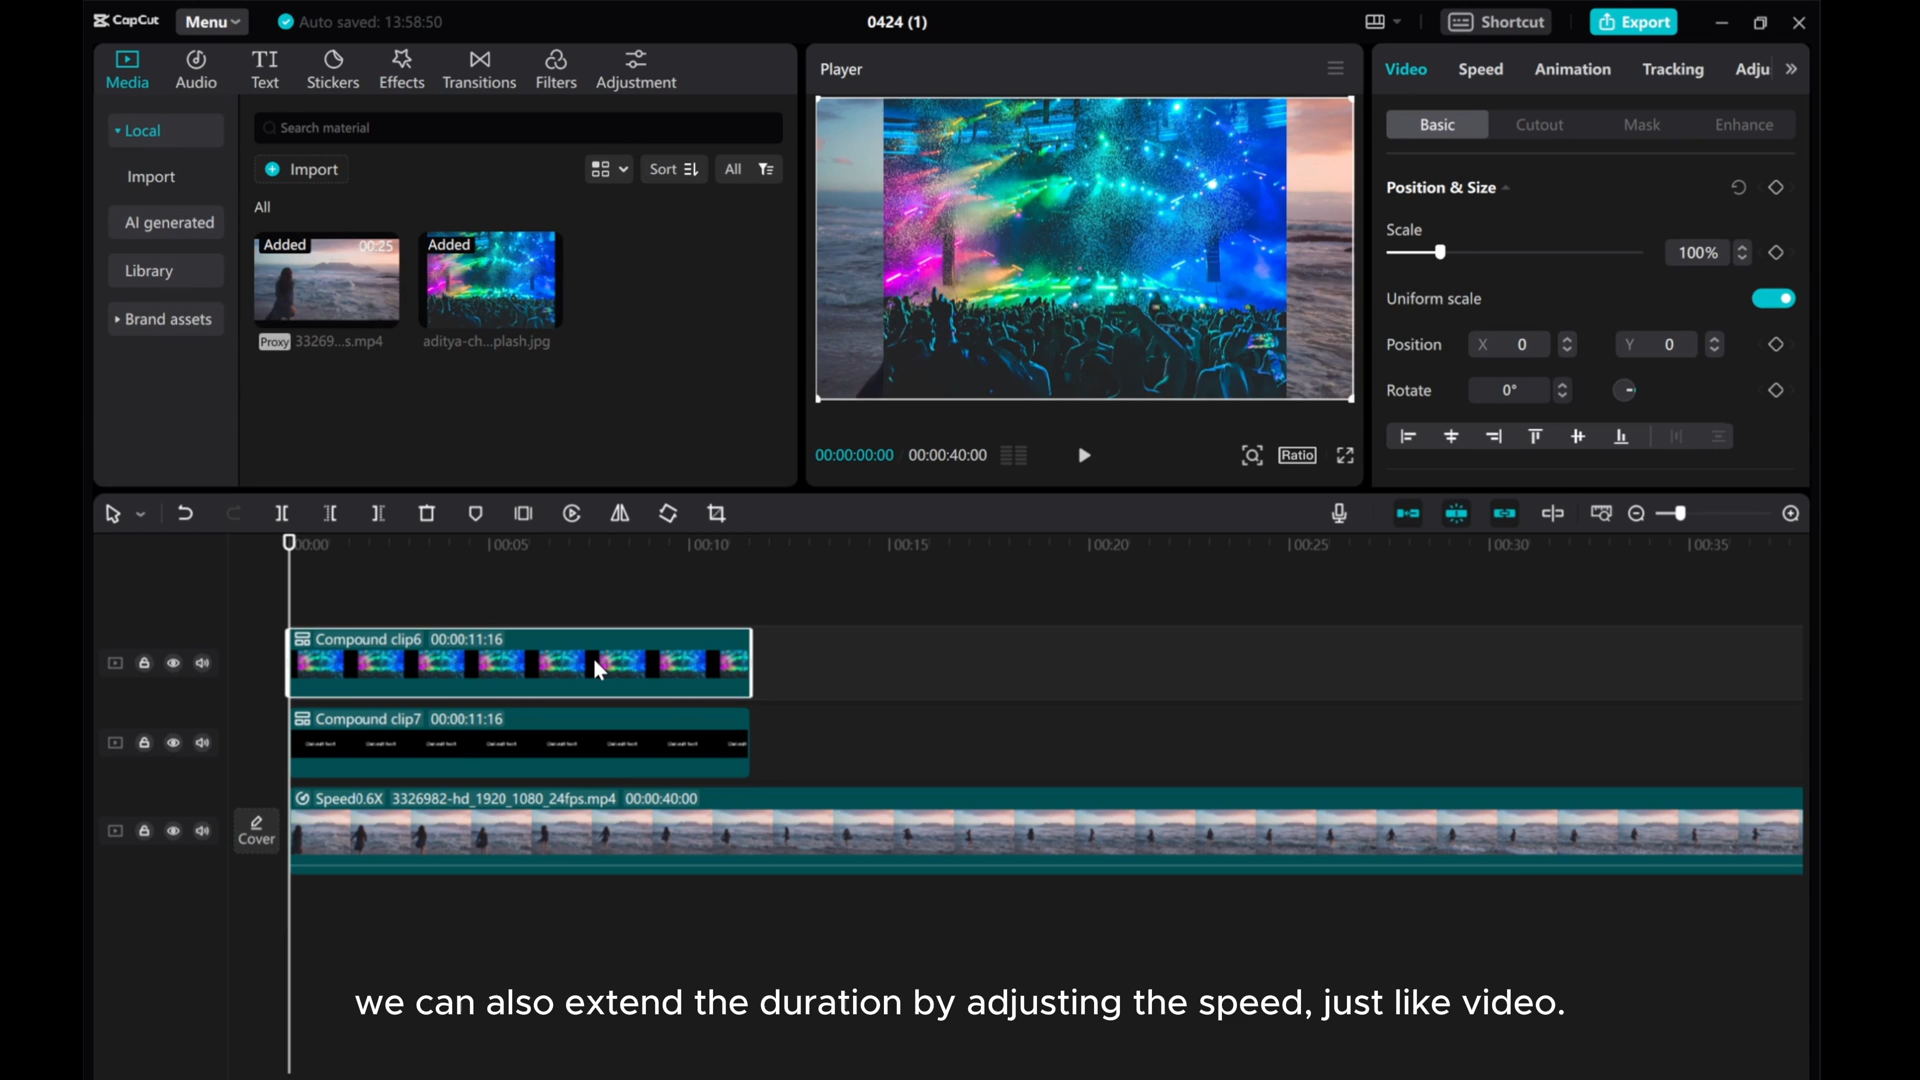 CapCut
Menu
Auto saved: 13:58:50
0424 (1)
Shortcut
Export
Media
Audio
TI
Text
Stickers
Effects
Transitions
Filters
Adjustment
Local
Import
AI generated
Library
Brand assets
Search material
Import
Sort
All
All
Added
00:25
Proxy 33269...s.mp4
Added
aditya-ch...plash.jpg
Player
00:00:00:00
00:00:40:00
Ratio
Video
Speed
Animation
Tracking
Adju
Basic
Cutout
Mask
Enhance
Position & Size
Scale
100%
Uniform scale
Position
X 0
Y 0
Rotate
0°
00:00
00:05
00:10
00:15
00:20
00:25
00:30
00:35
Compound clip6 00:00:11:16
Compound clip7 00:00:11:16
Cover
Speed0.6X 3326982-hd_1920_1080_24fps.mp4 00:00:40:00
we can also extend the duration by adjusting the speed, just like video.